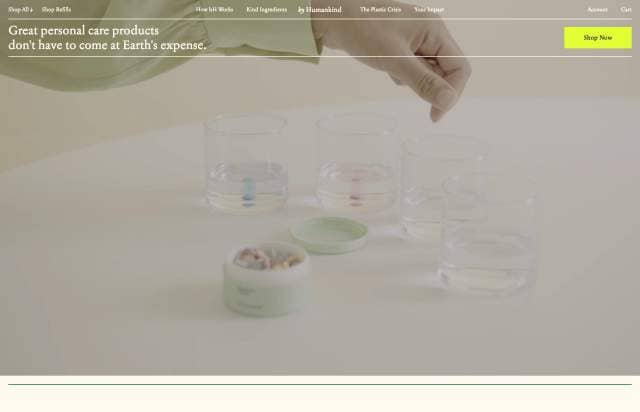 Shop All ↓
Shop Refills
How bH Works
Kind Ingredients
by Humankind
The Plastic Crisis
Your Impact
Account
Cart
Great personal care products
don't have to come at Earth's expense.
Shop Now